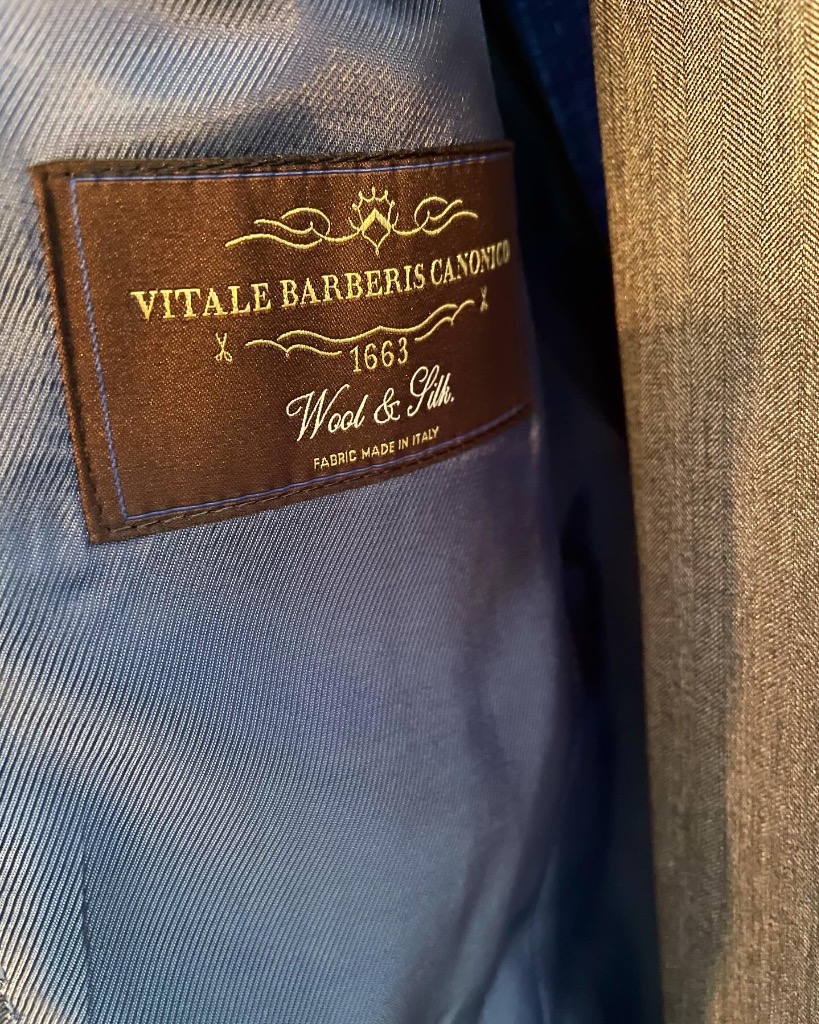 VITALE BARBERIS CANONICO
1663
Wool & Silk.
FABRIC MADE IN ITALY